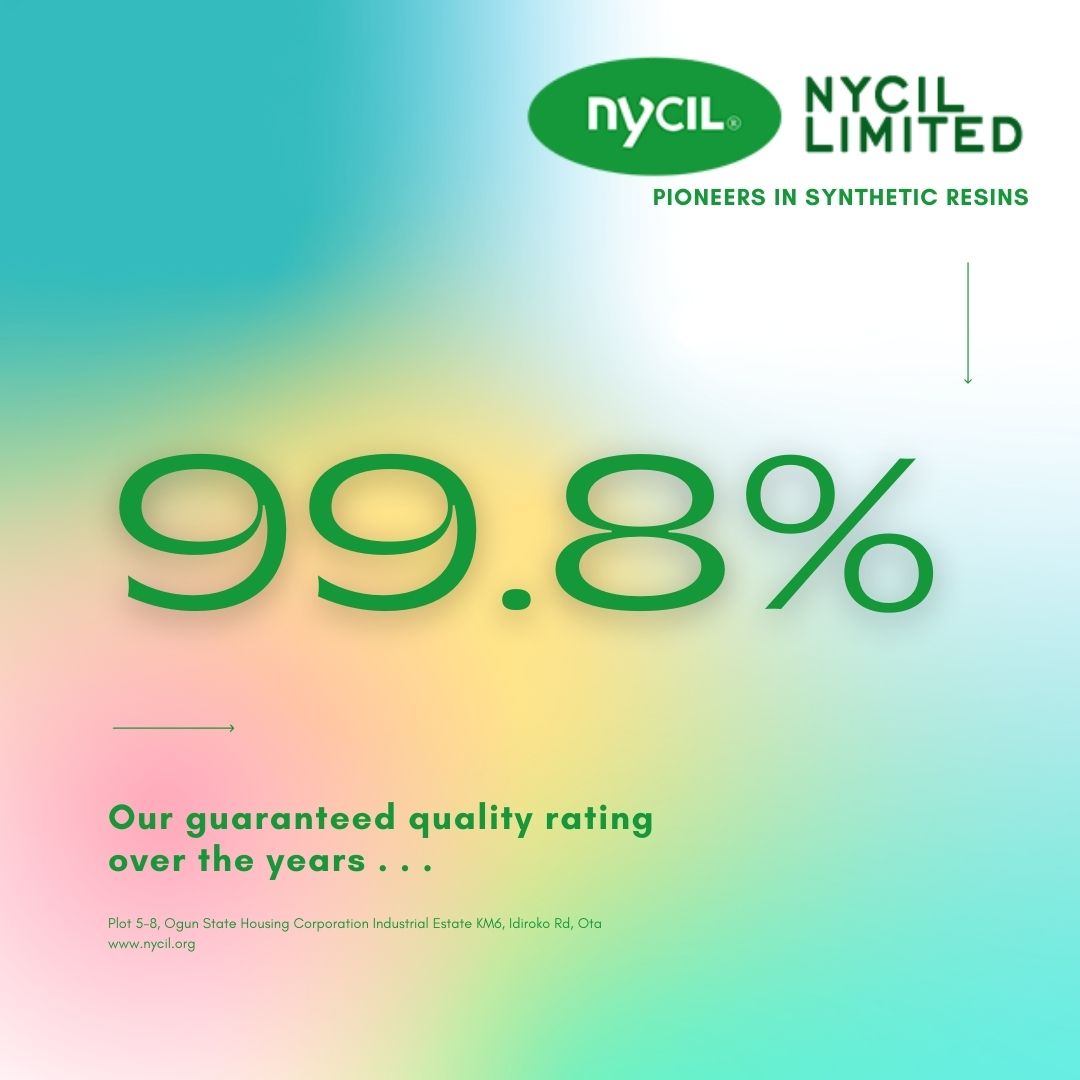 nycIL®
NYCIL
LIMITED
PIONEERS IN SYNTHETIC RESINS
99.8%
Our guaranteed quality rating
over the years . . .
Plot 5-8, Ogun State Housing Corporation Industrial Estate KM6, Idiroko Rd, Ota
www.nycil.org